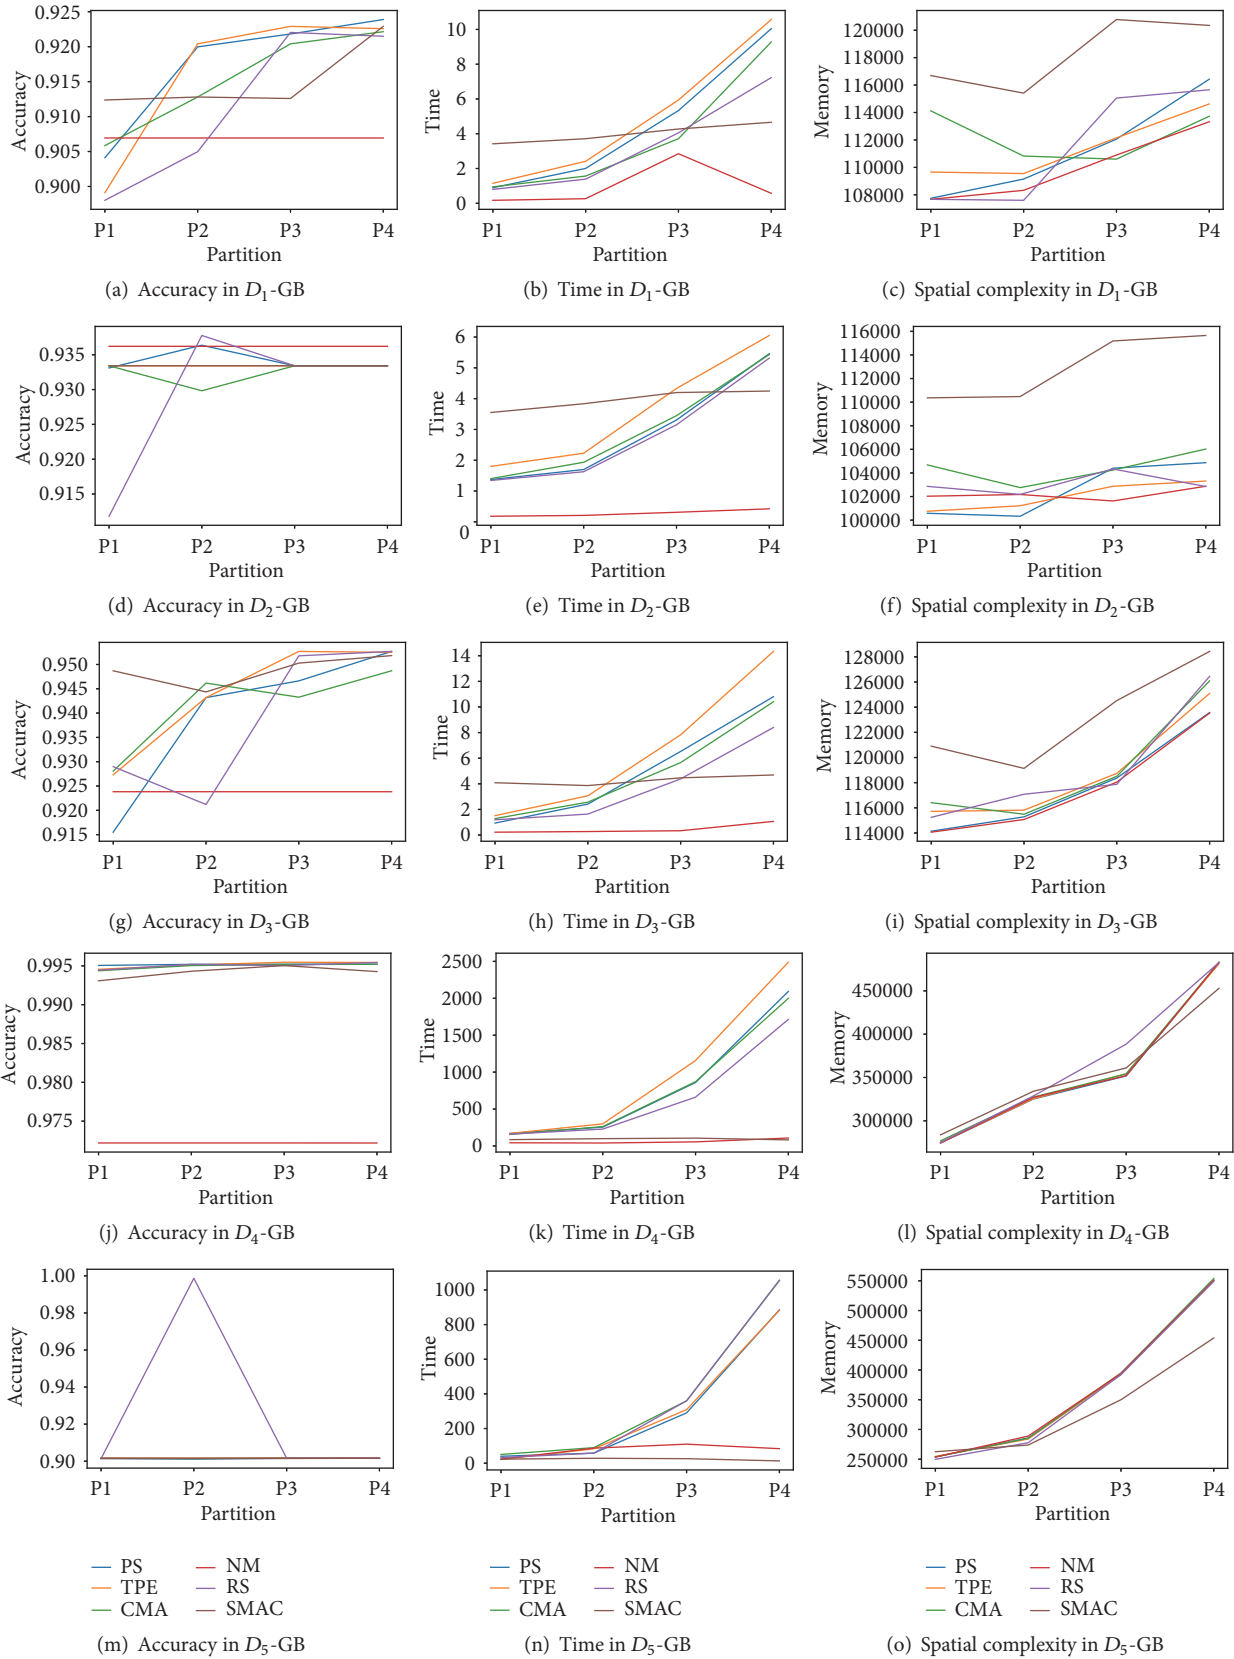 0.925
0.920
0.915
0.910
0.905
0.900
Accuracy
P1 P2 P3 P4
Partition
(a) Accuracy in D1-GB
10
8
6
4
2
0
Time
P1 P2 P3 P4
Partition
(b) Time in D1-GB
120000
116000
114000
112000
110000
108000
Memory
P1 P2 P3 P4
Partition
(c) Spatial complexity in D1-GB
0.935
0.930
0.925
0.920
0.915
Accuracy
P1 P2 P3 P4
Partition
(d) Accuracy in D2-GB
6
5
4
3
2
1
0
Time
P1 P2 P3 P4
Partition
(e) Time in D2-GB
116000
114000
110000
108000
106000
104000
102000
100000
Memory
P1 P2 P3 P4
Partition
(f) Spatial complexity in D2-GB
0.950
0.945
0.940
0.935
0.930
0.925
0.920
0.915
Accuracy
P1 P2 P3 P4
Partition
(g) Accuracy in D3-GB
14
12
10
8
6
4
2
0
Time
P1 P2 P3 P4
Partition
(h) Time in D3-GB
128000
124000
122000
120000
118000
116000
114000
Memory
P1 P2 P3 P4
Partition
(i) Spatial complexity in D3-GB
0.995
0.990
0.985
0.980
0.975
Accuracy
P1 P2 P3 P4
Partition
(j) Accuracy in D4-GB
2500
2000
1500
1000
500
0
Time
P1 P2 P3 P4
Partition
(k) Time in D4-GB
450000
400000
350000
300000
Memory
P1 P2 P3 P4
Partition
(l) Spatial complexity in D4-GB
1.00
0.98
0.96
0.94
0.92
0.90
Accuracy
P1 P2 P3 P4
Partition
PS NM
TPE RS
CMA SMAC
(m) Accuracy in D5-GB
1000
800
600
400
200
0
Time
P1 P2 P3 P4
Partition
PS NM
TPE RS
CMA SMAC
(n) Time in D5-GB
550000
500000
450000
400000
350000
300000
250000
Memory
P1 P2 P3 P4
Partition
PS NM
TPE RS
CMA SMAC
(o) Spatial complexity in D5-GB